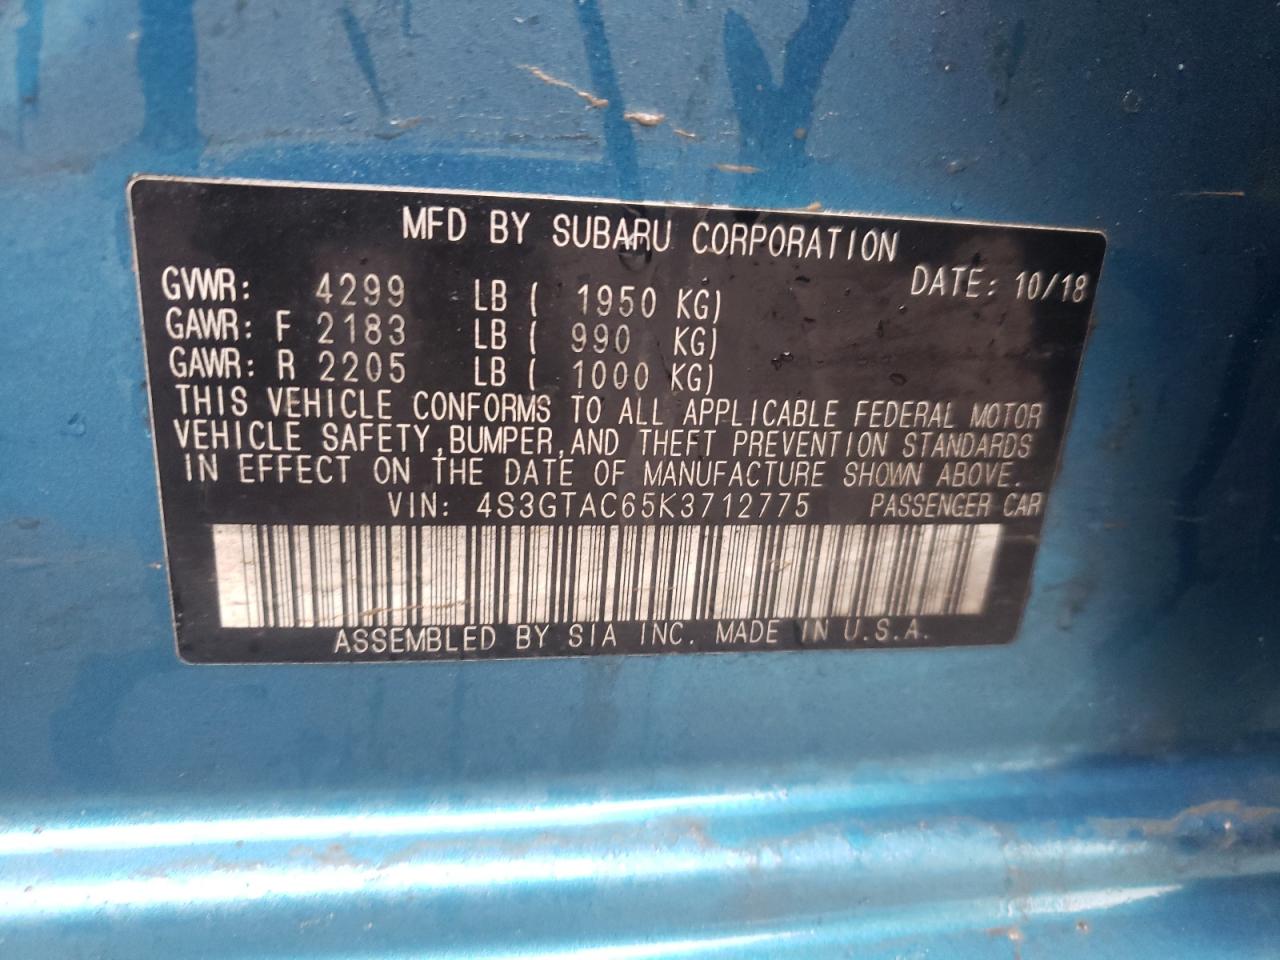 MFD BY SUBARU CORPORATION
GVWR: 4299 LB ( 1950 KG) DATE: 10/18
GAWR: F 2183 LB ( 990 KG)
GAWR: R 2205 LB ( 1000 KG)
THIS VEHICLE CONFORMS TO ALL APPLICABLE FEDERAL MOTOR
VEHICLE SAFETY,BUMPER,AND THEFT PREVENTION STANDARDS
IN EFFECT ON THE DATE OF MANUFACTURE SHOWN ABOVE.
VIN: 4S3GTAC65K3712775 PASSENGER CAR
ASSEMBLED BY SIA INC. MADE IN U.S.A.